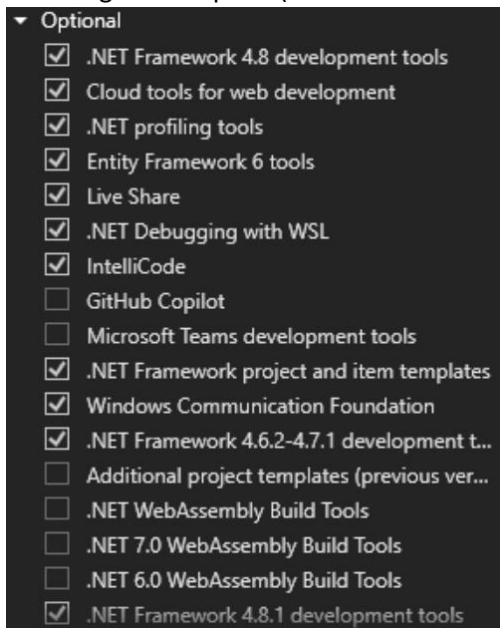 Optional
.NET Framework 4.8 development tools
Cloud tools for web development
.NET profiling tools
Entity Framework 6 tools
Live Share
.NET Debugging with WSL
IntelliCode
GitHub Copilot
Microsoft Teams development tools
.NET Framework project and item templates
Windows Communication Foundation
.NET Framework 4.6.2-4.7.1 development t...
Additional project templates (previous ver...
.NET WebAssembly Build Tools
.NET 7.0 WebAssembly Build Tools
.NET 6.0 WebAssembly Build Tools
.NET Framework 4.8.1 development tools